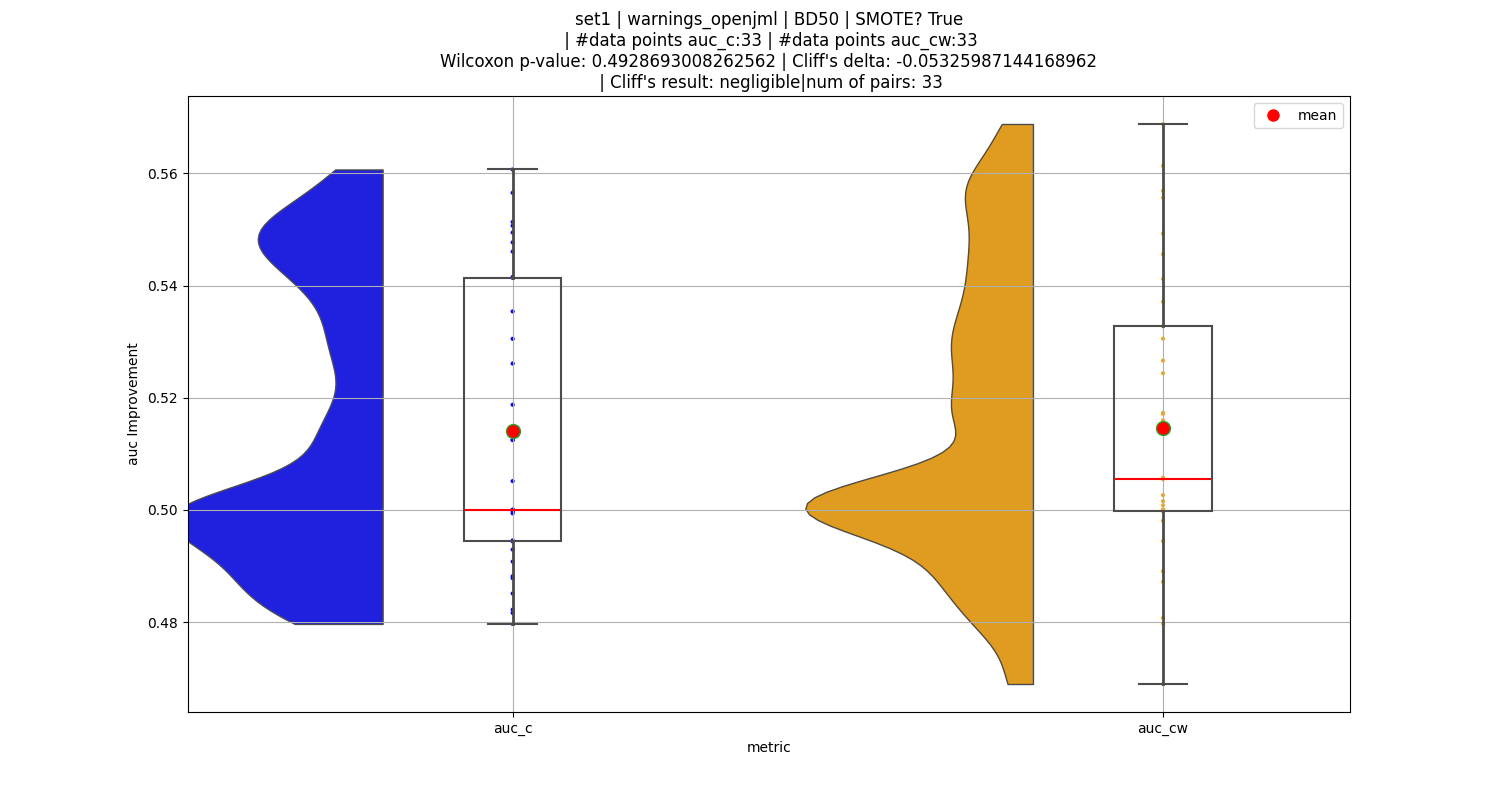 set1 | warnings_openjml | BD50 | SMOTE? True
| #data points auc_c:33 | #data points auc_cw:33
Wilcoxon p-value: 0.4928693008262562 | Cliff's delta: -0.05325987144168962
| Cliff's result: negligible|num of pairs: 33
mean
0.56
0.54
0.52
0.50
0.48
auc Improvement
auc_c
auc_cw
metric